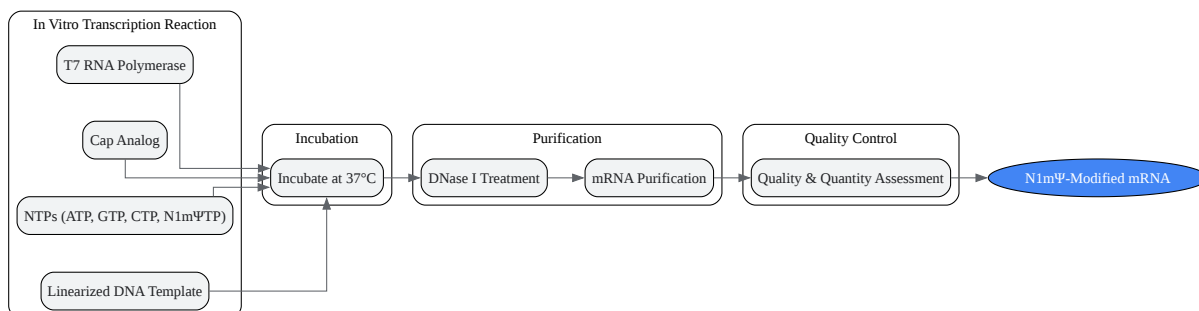 In Vitro Transcription Reaction
T7 RNA Polymerase
Cap Analog
NTPs (ATP, GTP, CTP, N1mΨTP)
Linearized DNA Template
Incubation
Incubate at 37°C
Purification
DNase I Treatment
mRNA Purification
Quality Control
Quality & Quantity Assessment
N1mΨ-Modified mRNA